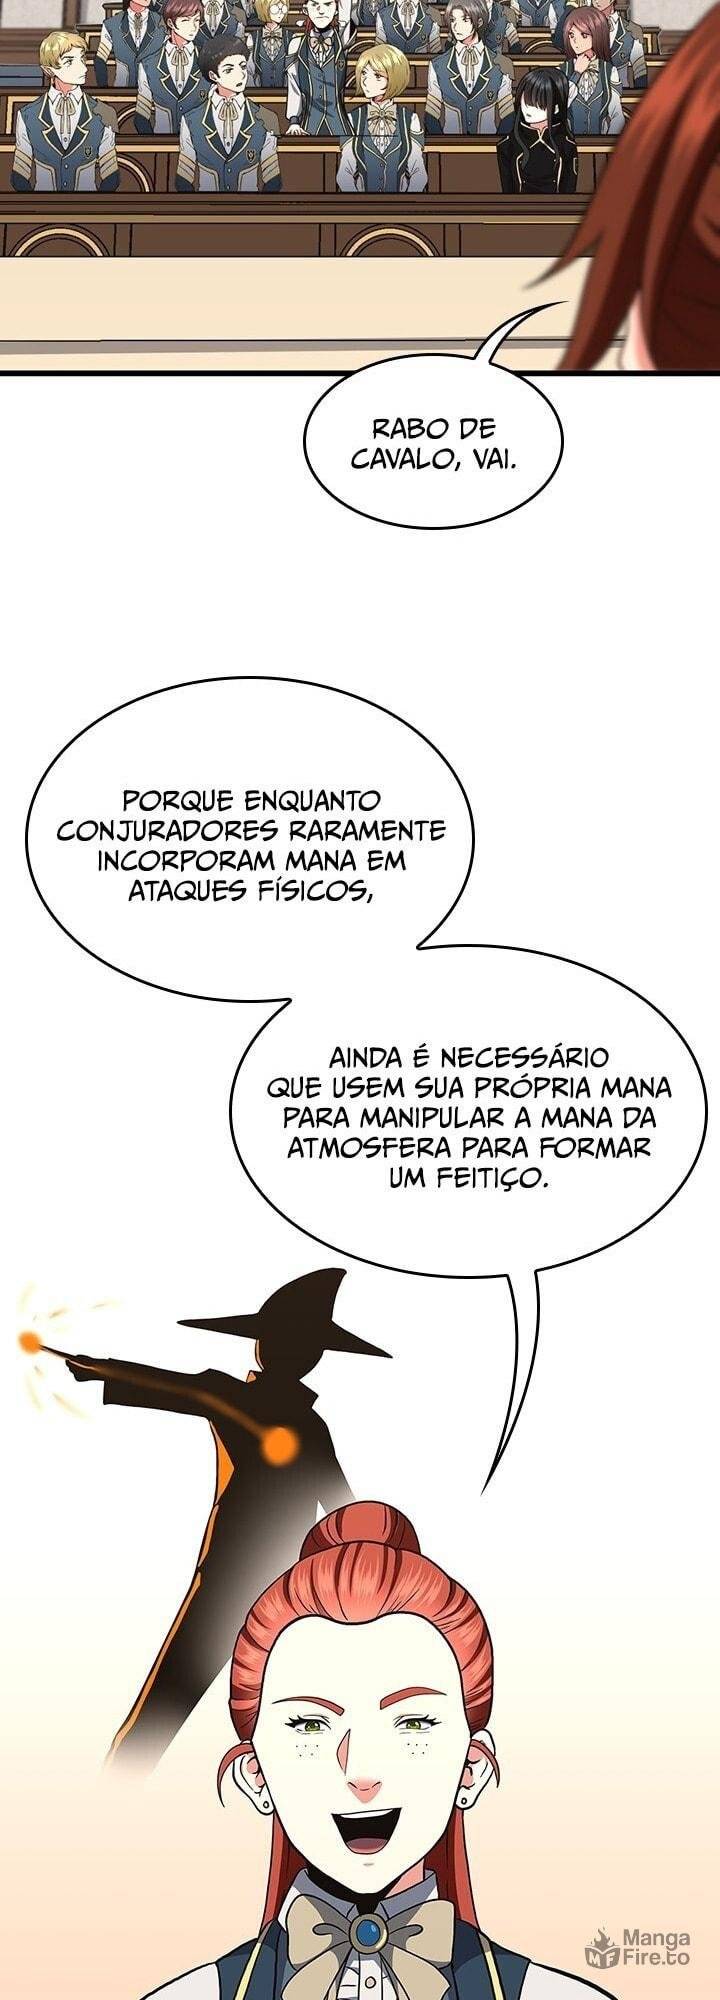 RABO DE
CAVALO, VAI.
PORQUE ENQUANTO
CONJURADORES RARAMENTE
INCORPORAM MANA EM
ATAQUES FÍSICOS,
AINDA É NECESSÁRIO
QUE USEM SUA PRÓPRIA MANA
PARA MANIPULAR A MANA DA
ATMOSFERA PARA FORMAR
UM FEITIÇO.
Manga
Fire.to